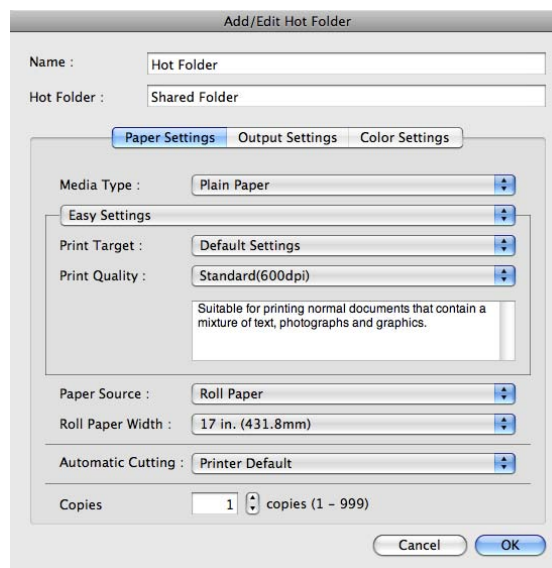 Add/Edit Hot Folder
Name : Hot Folder
Hot Folder : Shared Folder
Paper Settings Output Settings Color Settings
Media Type : Plain Paper
Easy Settings
Print Target : Default Settings
Print Quality : Standard(600dpi)
Suitable for printing normal documents that contain a
mixture of text, photographs and graphics.
Paper Source : Roll Paper
Roll Paper Width : 17 in. (431.8mm)
Automatic Cutting : Printer Default
Copies 1 copies (1 - 999)
Cancel OK